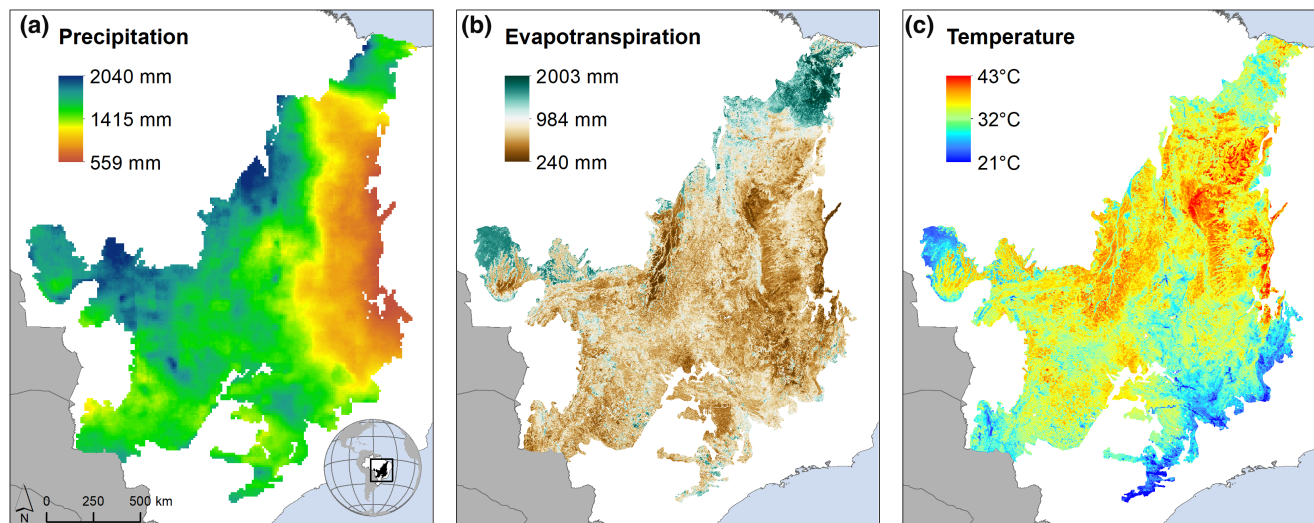 (a) Precipitation
2040 mm
1415 mm
559 mm
N
0 250 500 km
(b) Evapotranspiration
2003 mm
984 mm
240 mm
(c) Temperature
43°C
32°C
21°C